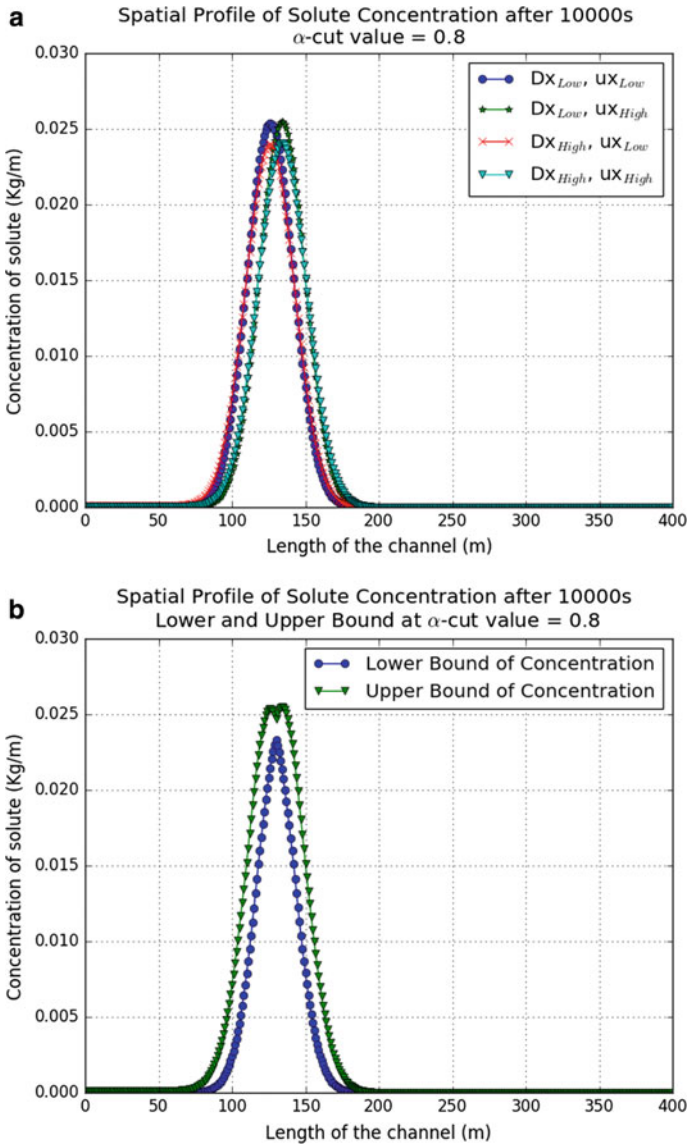 a
Spatial Profile of Solute Concentration after 10000s
α-cut value = 0.8
0.030
0.025
0.020
0.015
0.010
0.005
0.000
Concentration of solute (Kg/m)
Dx_Low, ux_Low
Dx_Low, ux_High
Dx_High, ux_Low
Dx_High, ux_High
0 50 100 150 200 250 300 350 400
Length of the channel (m)
b
Spatial Profile of Solute Concentration after 10000s
Lower and Upper Bound at α-cut value = 0.8
0.030
0.025
0.020
0.015
0.010
0.005
0.000
Concentration of solute (Kg/m)
Lower Bound of Concentration
Upper Bound of Concentration
0 50 100 150 200 250 300 350 400
Length of the channel (m)